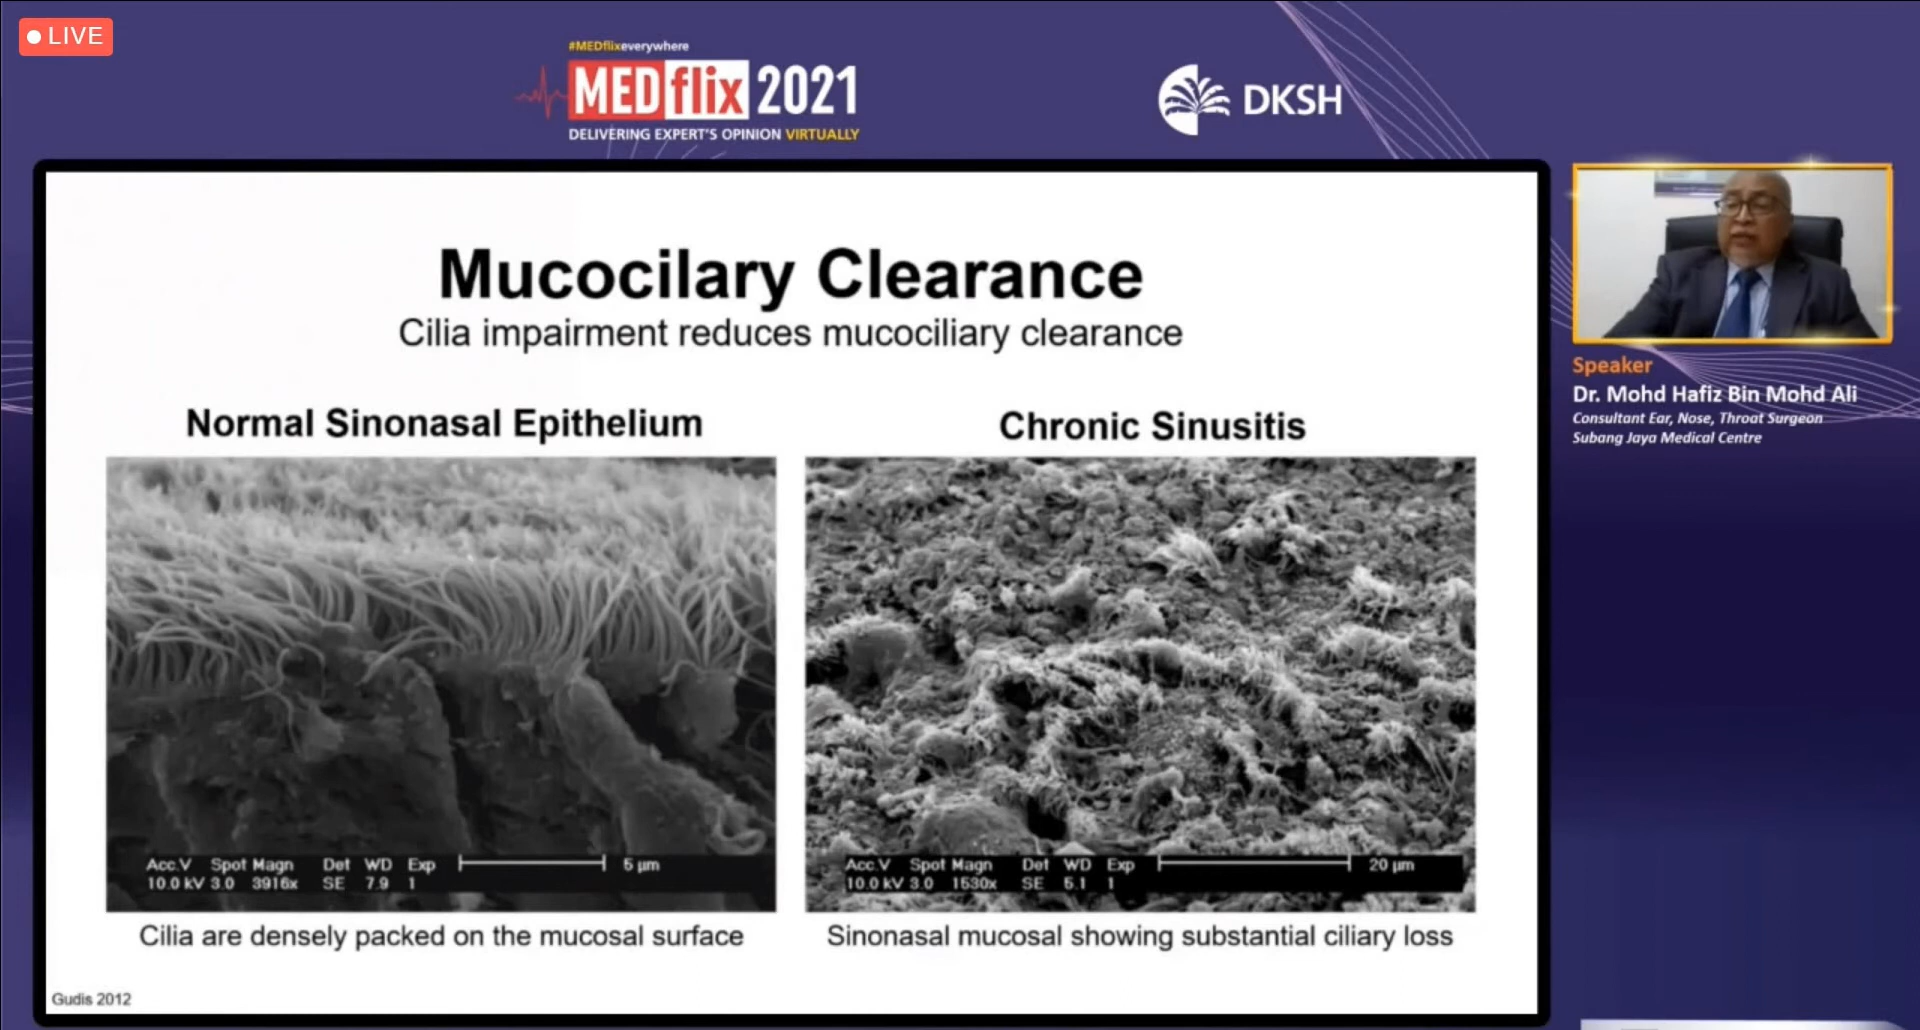 LIVE
#MEDflixeverywhere
MEDflix 2021
DELIVERING EXPERT'S OPINION VIRTUALLY
DKSH
Mucocilary Clearance
Cilia impairment reduces mucociliary clearance
Normal Sinonasal Epithelium
Chronic Sinusitis
Acc.V Spot Magn Det WD Exp 5 µm
10.0 kV 3.0 3916x SE 7.9 1
Acc.V Spot Magn Det WD Exp 20 µm
10.0 kV 3.0 1530x SE 5.1 1
Cilia are densely packed on the mucosal surface
Sinonasal mucosal showing substantial ciliary loss
Gudis 2012
Speaker
Dr. Mohd Hafiz Bin Mohd Ali
Consultant Ear, Nose, Throat Surgeon
Subang Jaya Medical Centre